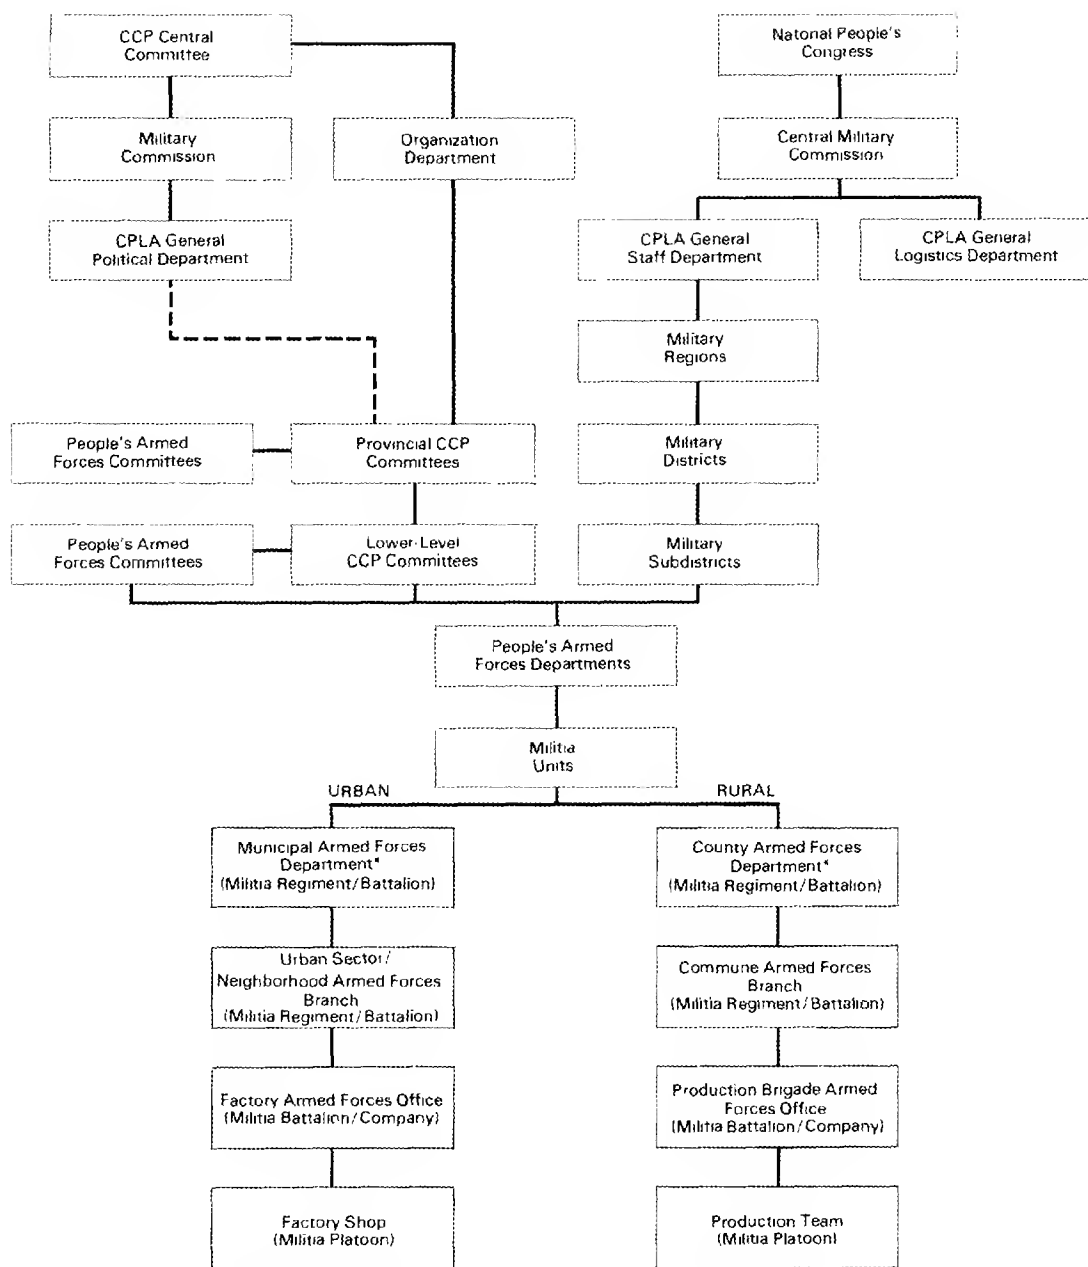 CCP Central
Committee
Natonal People's
Congress
Military
Commission
Organization
Department
Central Military
Commission
CPLA General
Political Department
CPLA General
Staff Department
CPLA General
Logistics Department
Military
Regions
People's Armed
Forces Committees
Provincial CCP
Committees
Military
Districts
People's Armed
Forces Committees
Lower-Level
CCP Committees
Military
Subdistricts
People's Armed
Forces Departments
Militia
Units
URBAN
RURAL
Municipal Armed Forces
Department*
(Militia Regiment/Battalion)
County Armed Forces
Department*
(Militia Regiment/Battalion)
Urban Sector/
Neighborhood Armed Forces
Branch
(Militia Regiment/Battalion)
Commune Armed Forces
Branch
(Militia Regiment/Battalion)
Factory Armed Forces Office
(Militia Battalion/Company)
Production Brigade Armed
Forces Office
(Militia Battalion/Company)
Factory Shop
(Militia Platoon)
Production Team
(Militia Platoon)